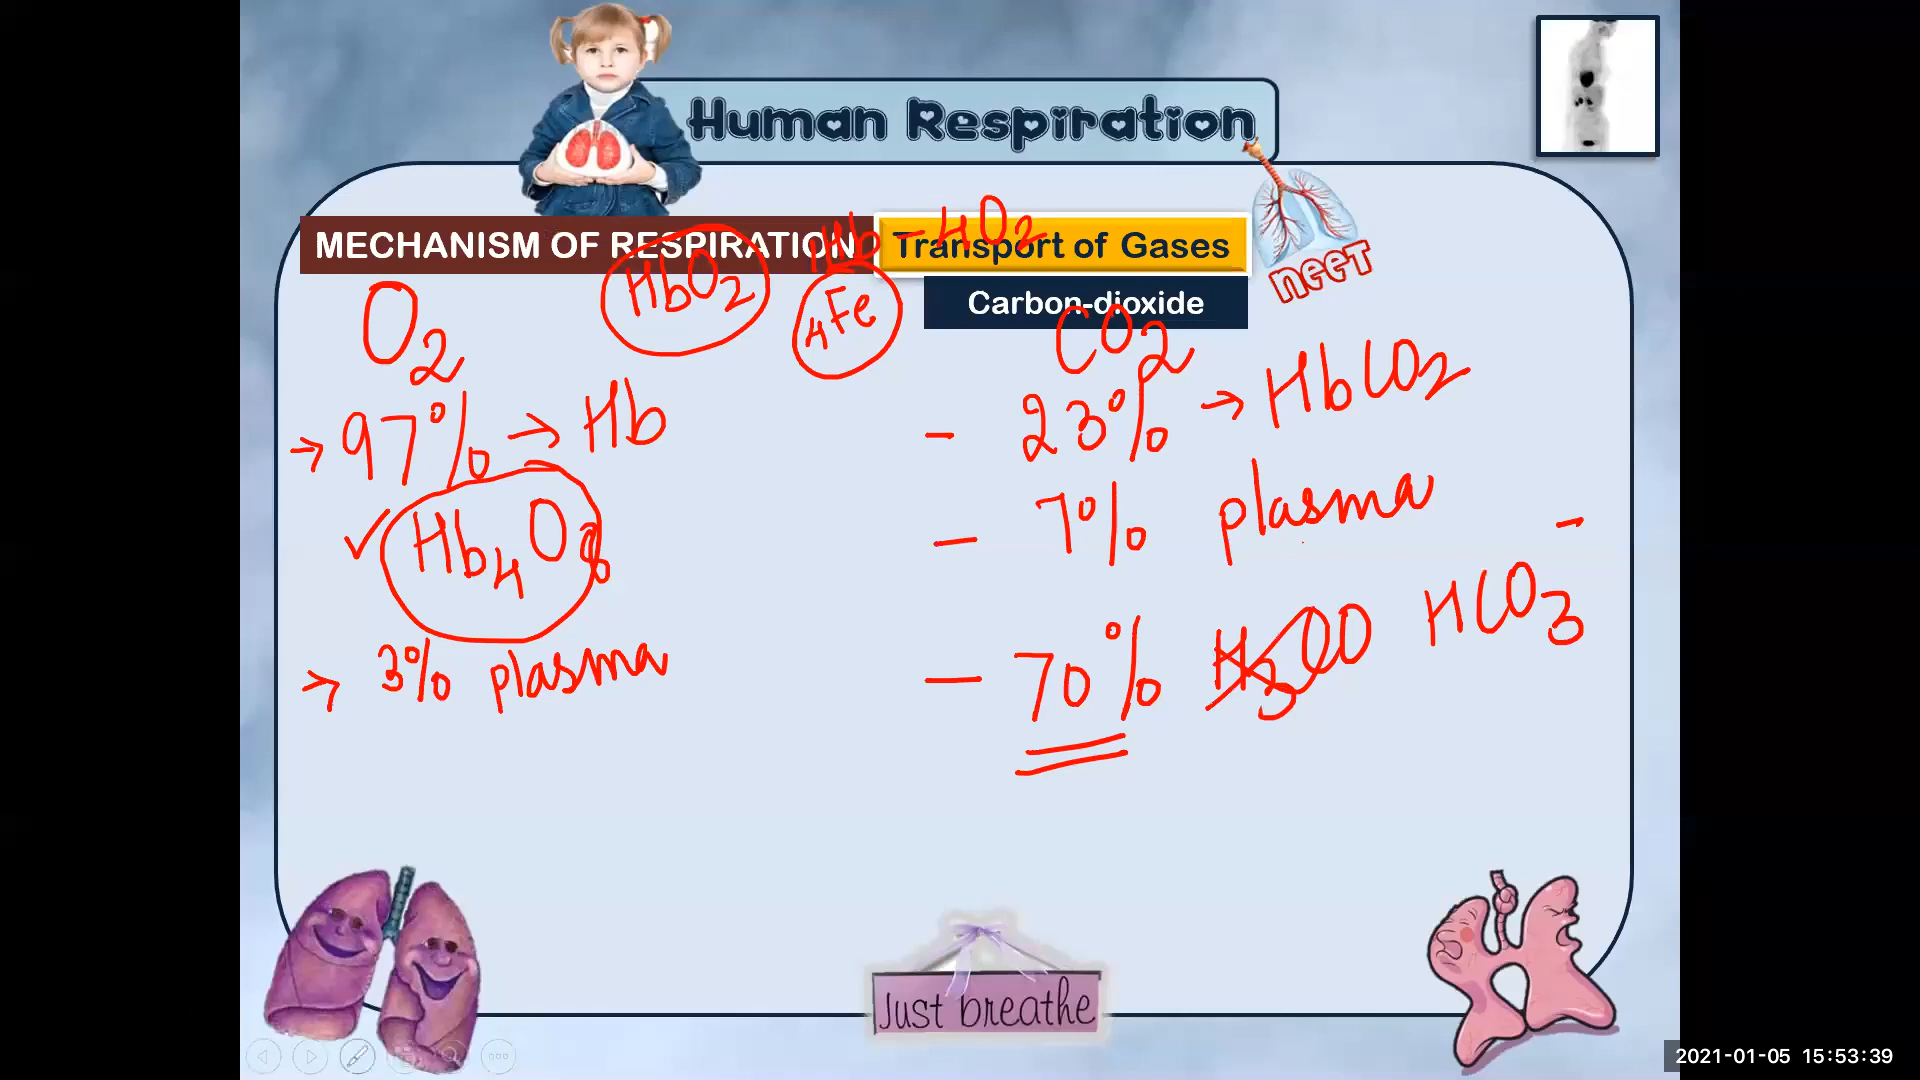 Human Respiration
MECHANISM OF RESPIRATION
Transport of Gases
Hb - 4O2
NEET
HbO2
4Fe
Carbon-dioxide
O2
CO2
→ 97% → Hb
- 23% → HbCO2
✓ Hb4O8
- 7% plasma
→ 3% plasma
- 70% HCO3-
Just breathe
2021-01-05 15:53:39